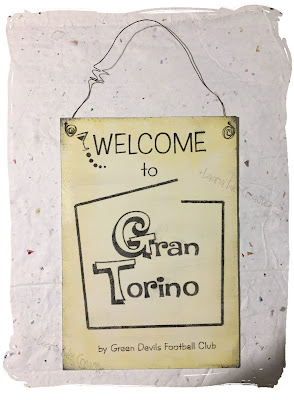 WELCOME
to
Gran
Torino
by Green Devils Football Club